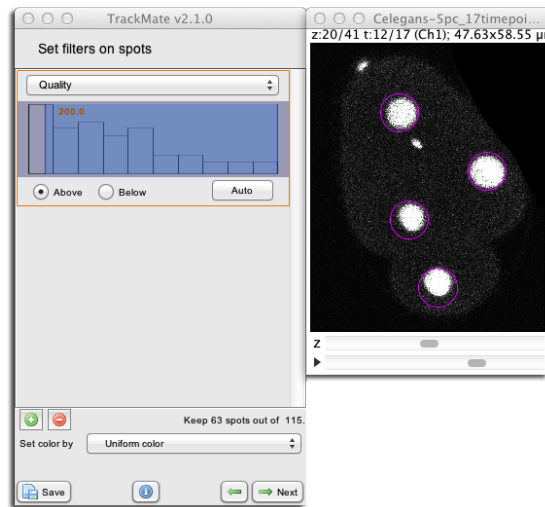 TrackMate v2.1.0
Set filters on spots
Quality
200.0
Above
Below
Auto
Keep 63 spots out of 115.
Set color by
Uniform color
Save
Next
Celegans-5pc_17timepoi...
z:20/41 t:12/17 (Ch1); 47.63x58.55
z